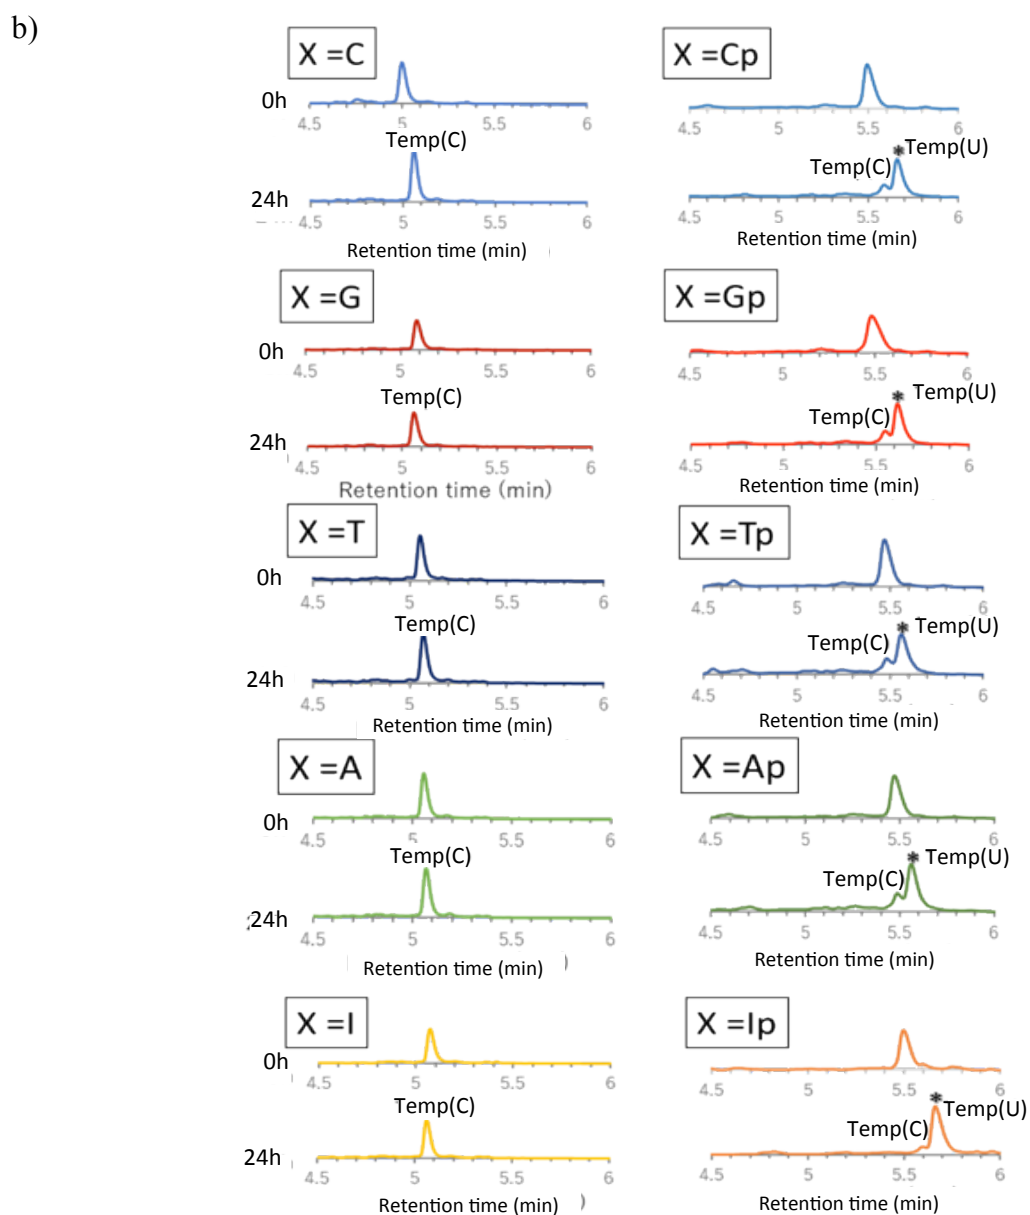 b)
X =C
X =Cp
0h
4.5 5 5.5 6
4.5 5 5.5 6
Temp(C)
Temp(C) * Temp(U)
24h
4.5 5 5.5 6
4.5 5 5.5 6
Retention time (min)
Retention time (min)
X =G
X =Gp
0h
4.5 5 5.5 6
4.5 5 5.5 6
Temp(C)
Temp(C) * Temp(U)
24h
4.5 5 5.5 6
4.5 5 5.5 6
Retention time (min)
Retention time (min)
X =T
X =Tp
0h
4.5 5 5.5 6
4.5 5 5.5 6
Temp(C)
Temp(C) * Temp(U)
24h
4.5 5 5.5 6
4.5 5 5.5 6
Retention time (min)
Retention time (min)
X =A
X =Ap
0h
4.5 5 5.5 6
4.5 5 5.5 6
Temp(C)
Temp(C) * Temp(U)
24h
4.5 5 5.5 6
4.5 5 5.5 6
Retention time (min)
Retention time (min)
X =I
X =Ip
0h
4.5 5 5.5 6
4.5 5 5.5 6
Temp(C)
Temp(C) * Temp(U)
24h
4.5 5 5.5 6
4.5 5 5.5 6
Retention time (min)
Retention time (min)